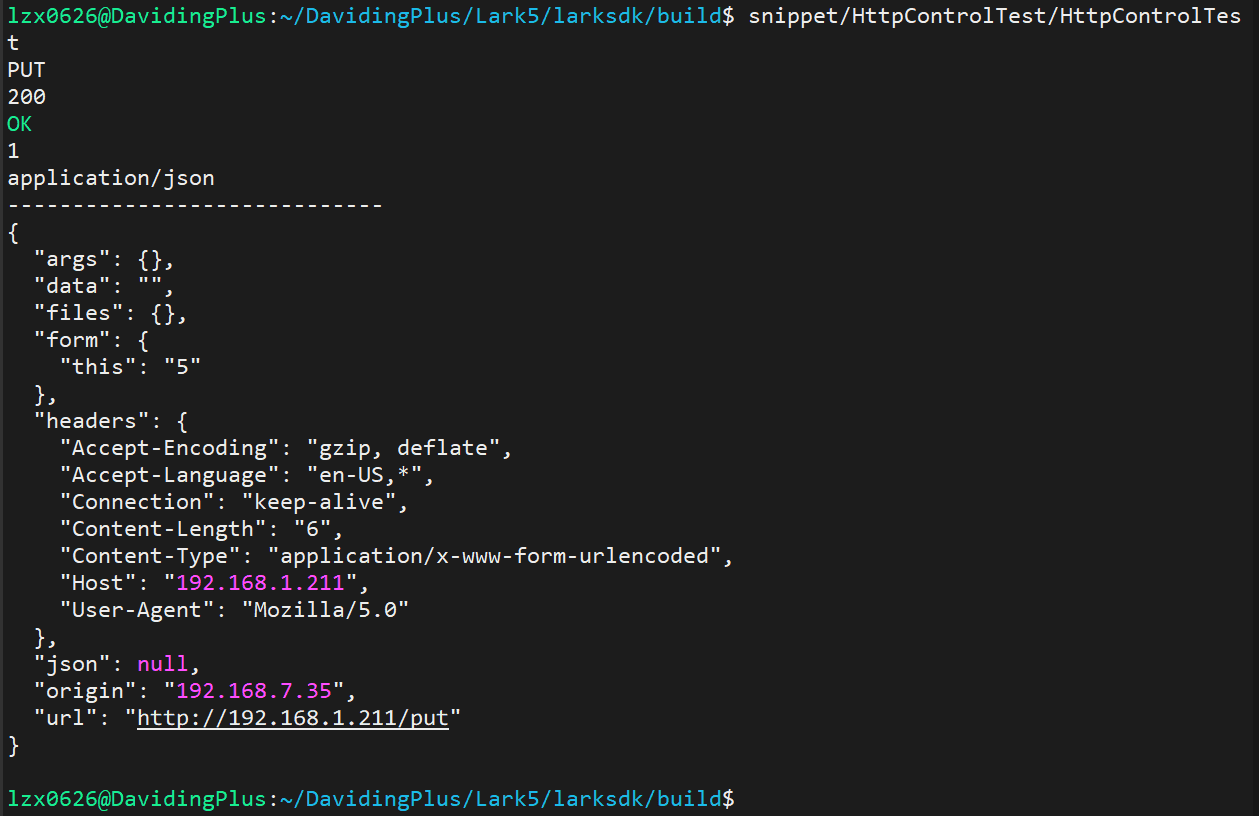 lzx0626@DavidingPlus:~/DavidingPlus/Lark5/larksdk/build$ snippet/HttpControlTest/HttpControlTes
t
PUT
200
OK
1
application/json
-----------------------------
{
  "args": {},
  "data": "",
  "files": {},
  "form": {
    "this": "5"
  },
  "headers": {
    "Accept-Encoding": "gzip, deflate",
    "Accept-Language": "en-US,*",
    "Connection": "keep-alive",
    "Content-Length": "6",
    "Content-Type": "application/x-www-form-urlencoded",
    "Host": "192.168.1.211",
    "User-Agent": "Mozilla/5.0"
  },
  "json": null,
  "origin": "192.168.7.35",
  "url": "http://192.168.1.211/put"
}
lzx0626@DavidingPlus:~/DavidingPlus/Lark5/larksdk/build$